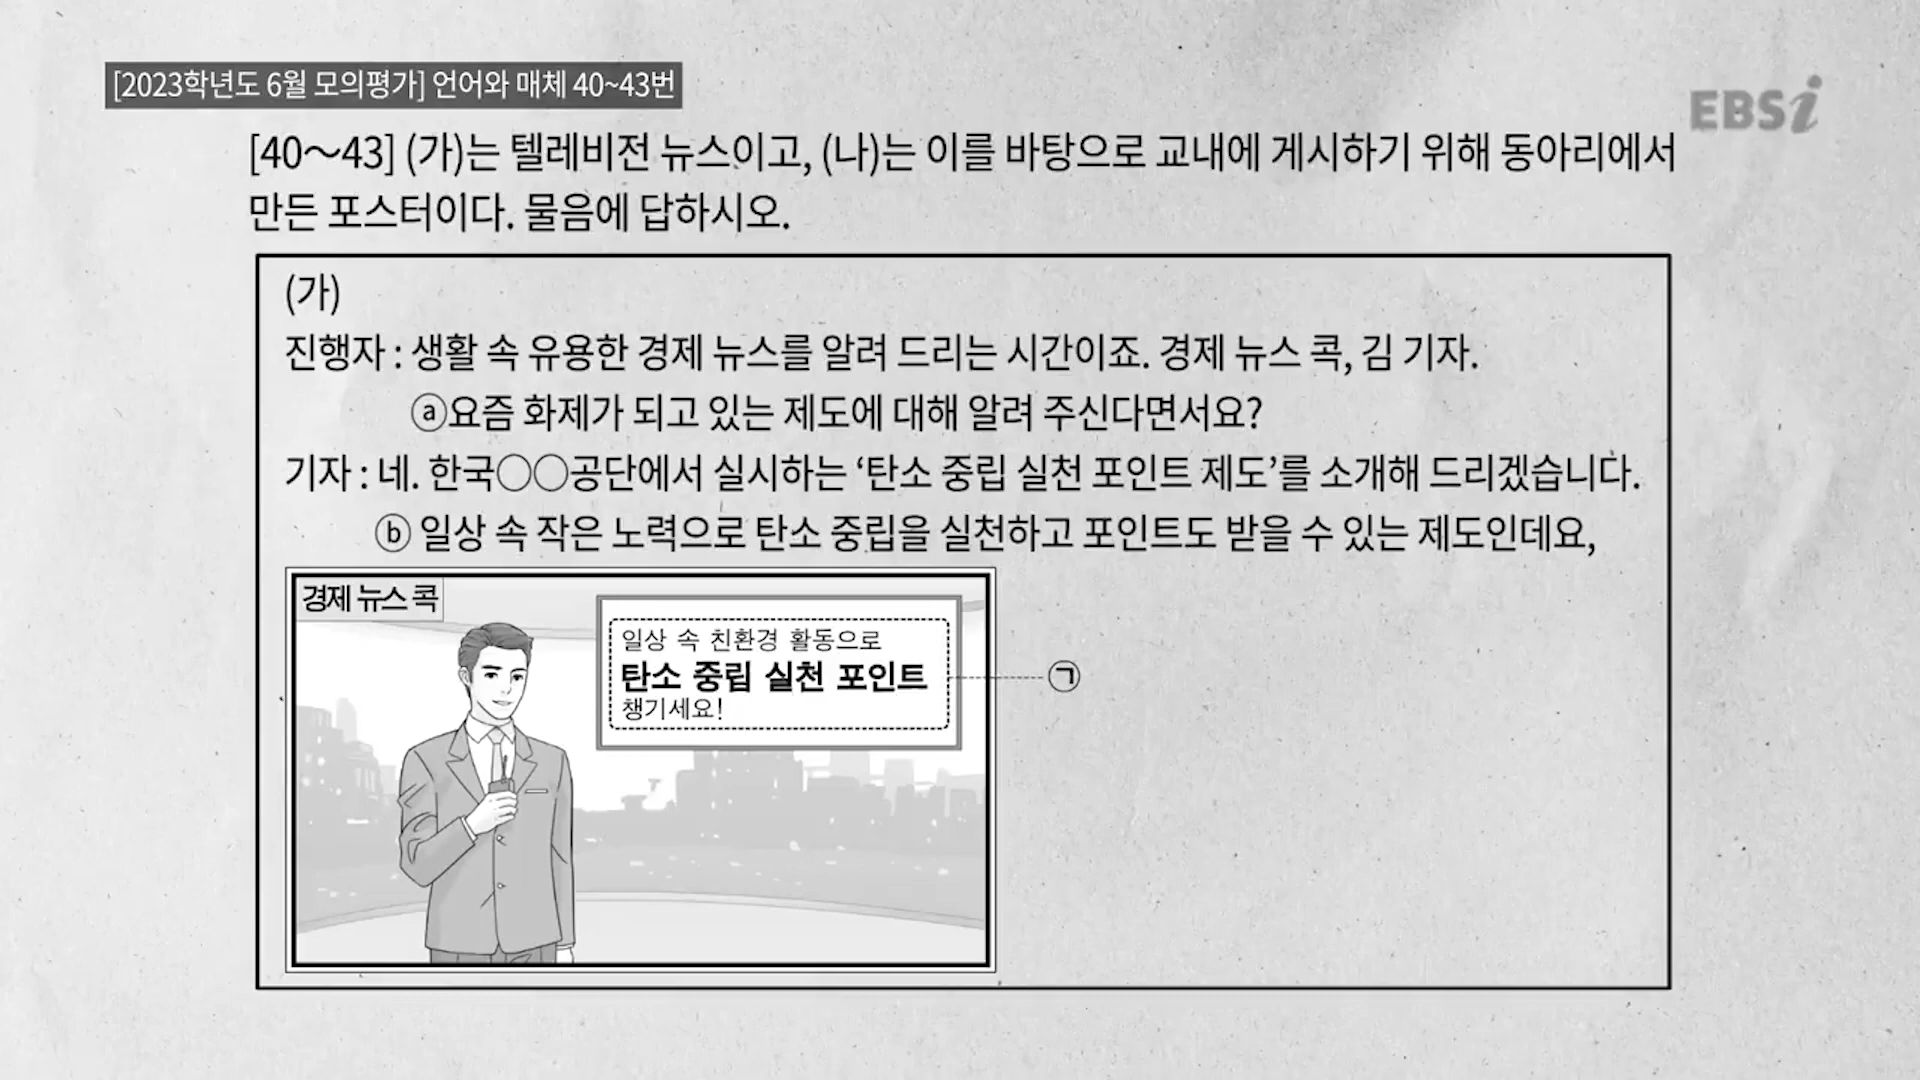 [2023학년도 6월 모의평가] 언어와 매체 40~43번
EBSi
[40~43] (가)는 텔레비전 뉴스이고, (나)는 이를 바탕으로 교내에 게시하기 위해 동아리에서
만든 포스터이다. 물음에 답하시오.
(가)
진행자 : 생활 속 유용한 경제 뉴스를 알려 드리는 시간이죠. 경제 뉴스 콕, 김 기자.
ⓐ요즘 화제가 되고 있는 제도에 대해 알려 주신다면서요?
기자 : 네. 한국○○공단에서 실시하는 ‘탄소 중립 실천 포인트 제도’를 소개해 드리겠습니다.
ⓑ 일상 속 작은 노력으로 탄소 중립을 실천하고 포인트도 받을 수 있는 제도인데요,
경제 뉴스 콕
일상 속 친환경 활동으로
탄소 중립 실천 포인트
챙기세요!
㉠